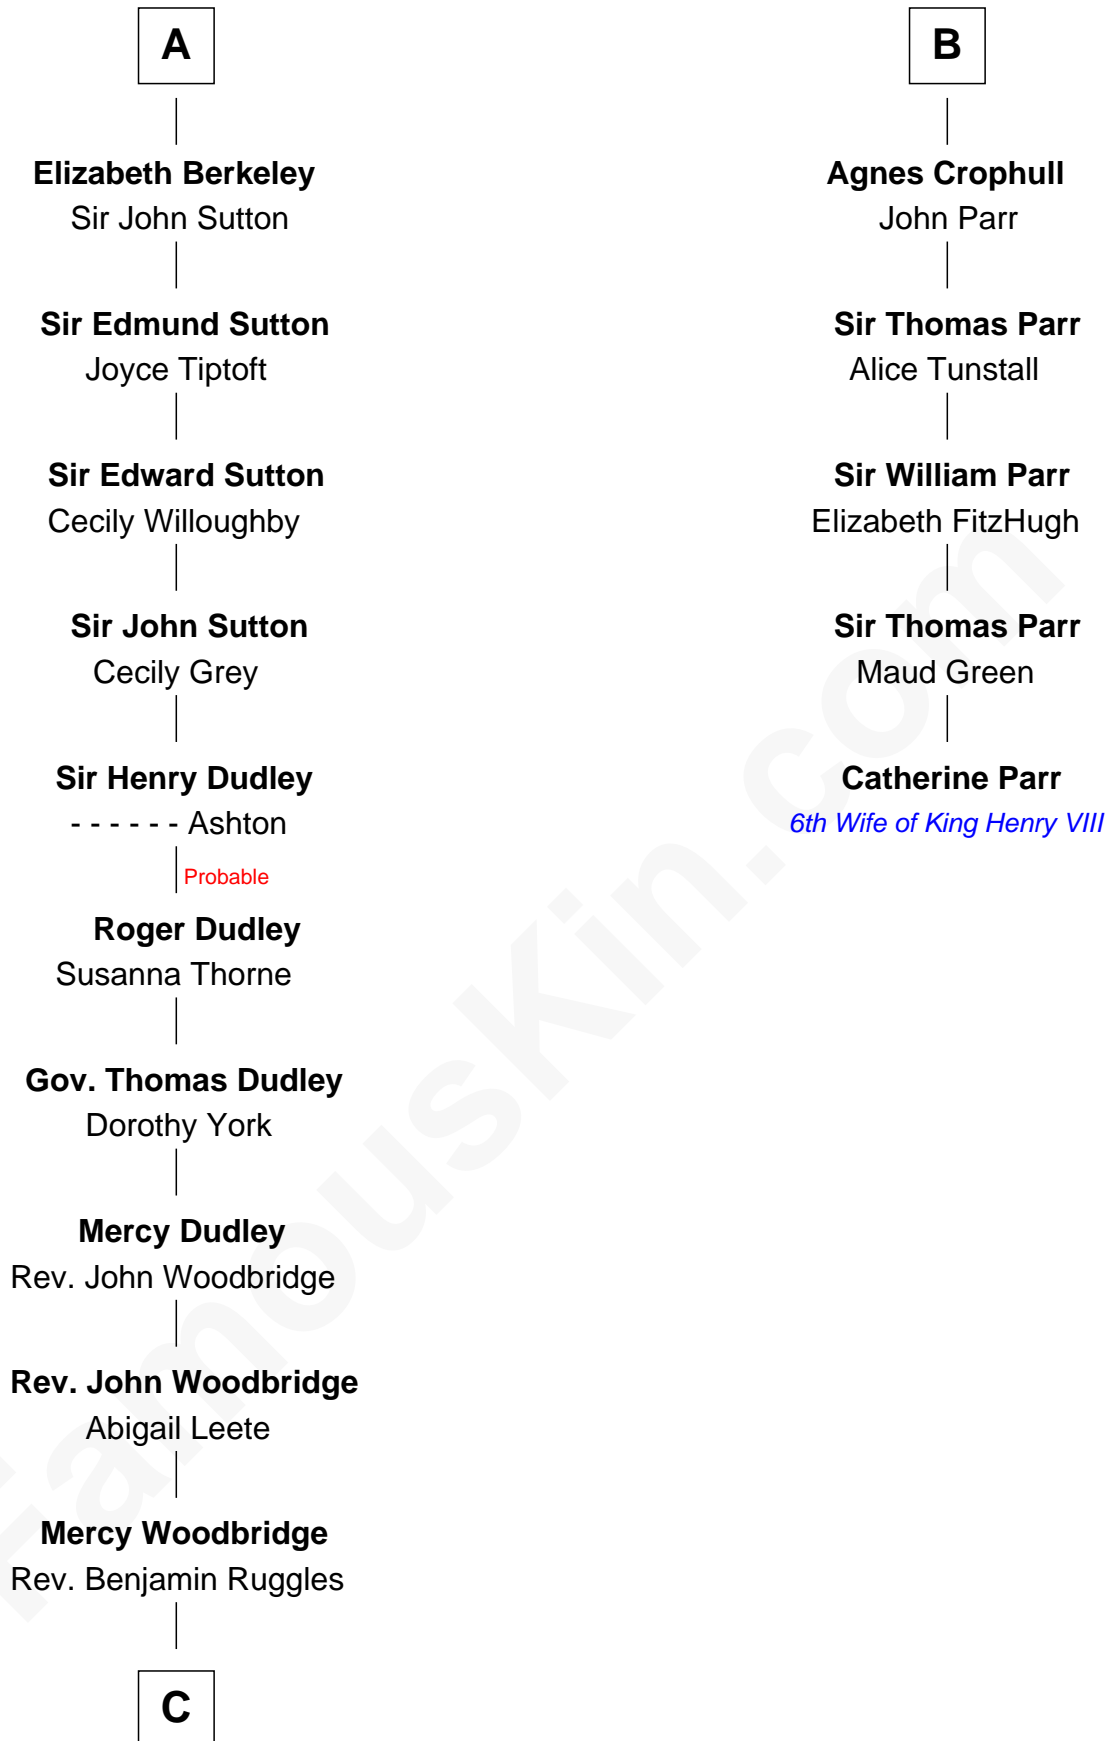 A
Elizabeth Berkeley
Sir John Sutton
Sir Edmund Sutton
Joyce Tiptoft
Sir Edward Sutton
Cecily Willoughby
Sir John Sutton
Cecily Grey
Sir Henry Dudley
- - - - - - Ashton
Probable
Roger Dudley
Susanna Thorne
Gov. Thomas Dudley
Dorothy York
Mercy Dudley
Rev. John Woodbridge
Rev. John Woodbridge
Abigail Leete
Mercy Woodbridge
Rev. Benjamin Ruggles
C
B
Agnes Crophull
John Parr
Sir Thomas Parr
Alice Tunstall
Sir William Parr
Elizabeth FitzHugh
Sir Thomas Parr
Maud Green
Catherine Parr
6th Wife of King Henry VIII
FamousKin.com